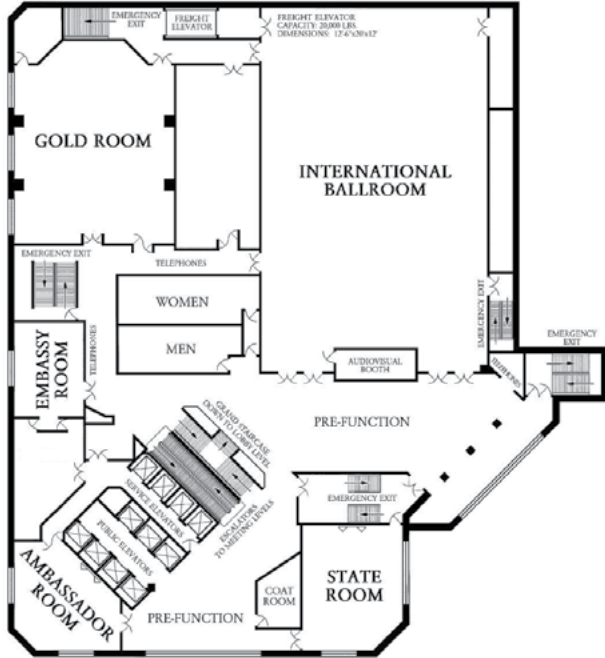 EMERGENCY
EXIT
FREIGHT
ELEVATOR
FREIGHT ELEVATOR
CAPACITY: 20,000 LBS.
DIMENSIONS: 12'-6"x20'x12'
GOLD ROOM
INTERNATIONAL
BALLROOM
EMERGENCY EXIT
TELEPHONES
WOMEN
MEN
EMBASSY
ROOM
TELEPHONES
EMERGENCY EXIT
EMERGENCY
EXIT
AUDIOVISUAL
BOOTH
TELEPHONES
PRE-FUNCTION
GRAND STAIRCASE
DOWN TO LOBBY LEVEL
SERVICE ELEVATORS
ESCALATORS
TO MEETING LEVELS
EMERGENCY EXIT
PUBLIC ELEVATORS
AMBASSADOR
ROOM
PRE-FUNCTION
COAT
ROOM
STATE
ROOM